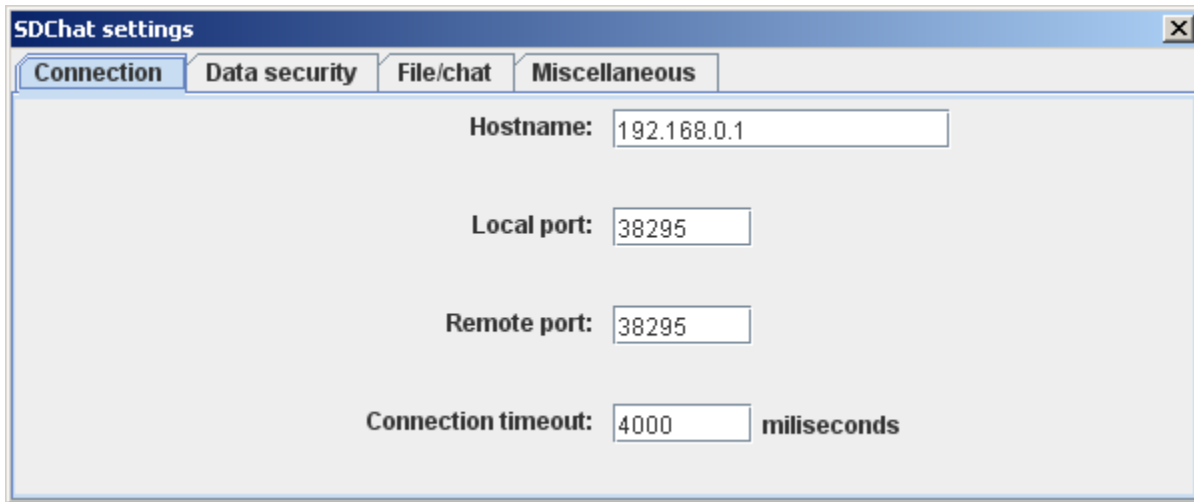 SDChat settings
Connection Data security File/chat Miscellaneous
Hostname: 192.168.0.1
Local port: 38295
Remote port: 38295
Connection timeout: 4000 miliseconds